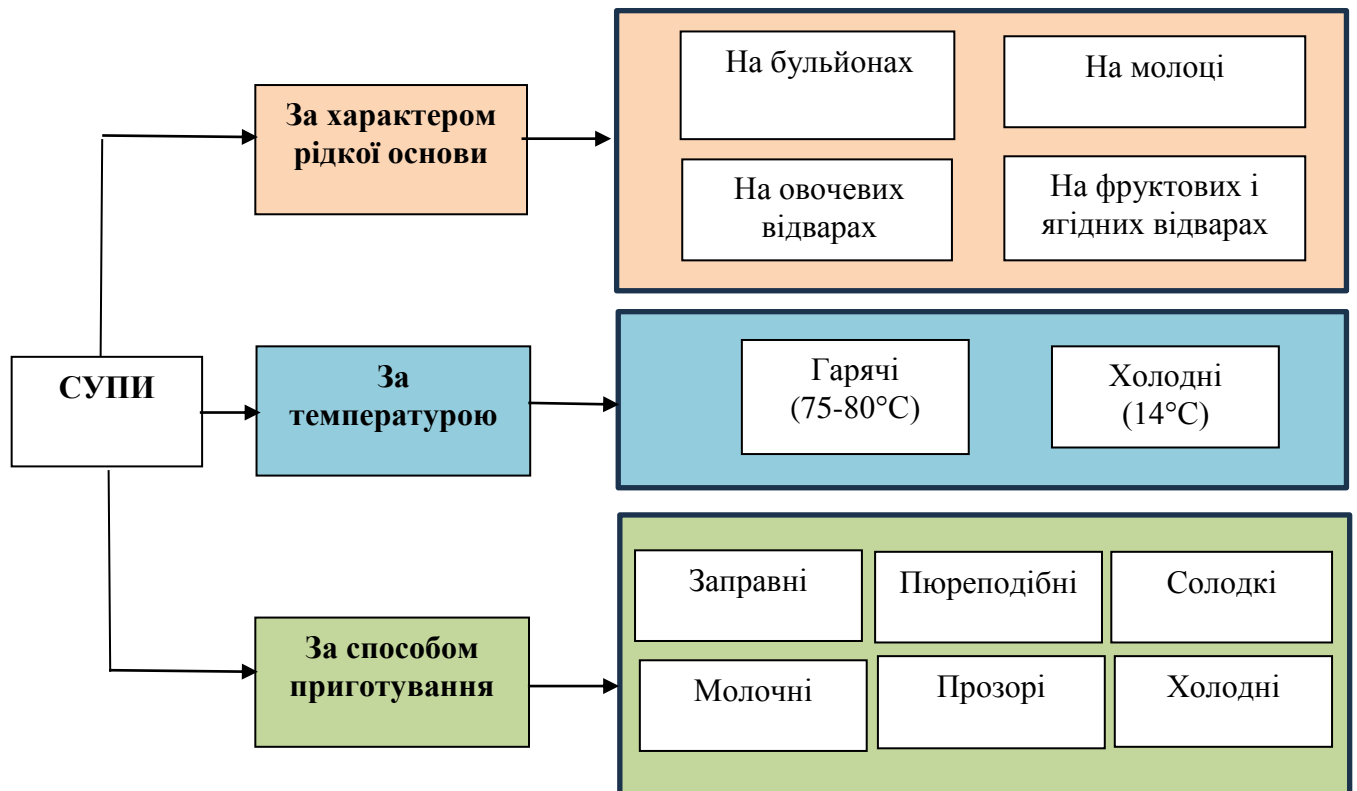 СУПИ
За характером
рідкої основи
На бульйонах
На молоці
На овочевих
відварах
На фруктових і
ягідних відварах
За
температурою
Гарячі
(75-80°С)
Холодні
(14°С)
За способом
приготування
Заправні
Пюреподібні
Солодкі
Молочні
Прозорі
Холодні